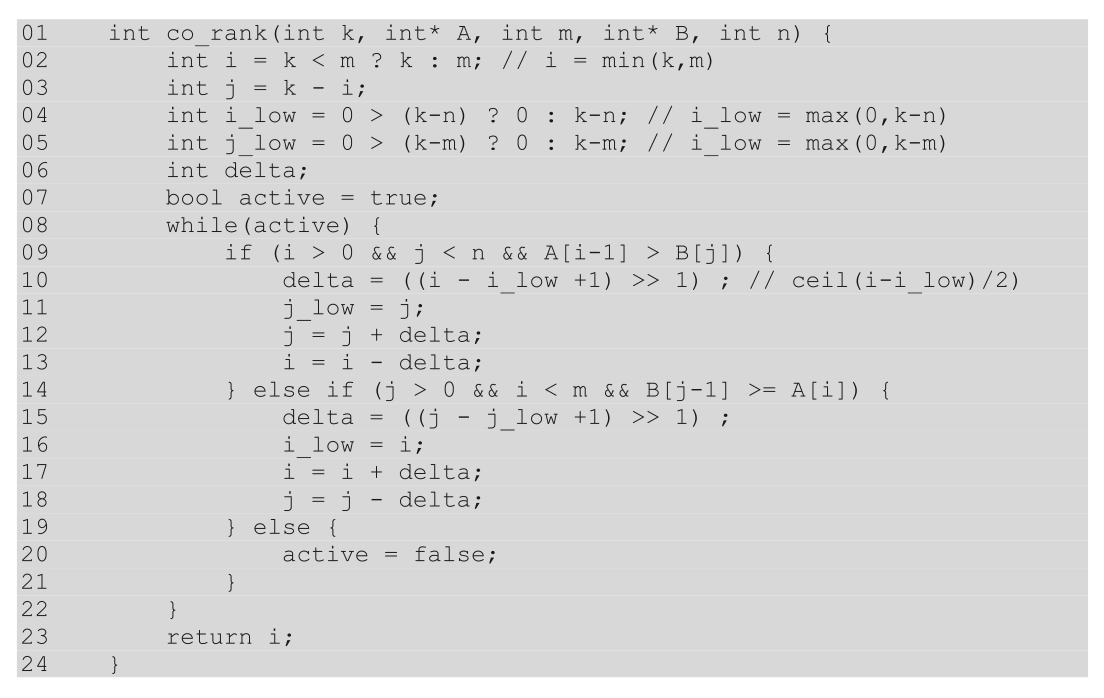 01 int co_rank(int k, int* A, int m, int* B, int n) {
02 int i = k < m ? k : m; // i = min(k,m)
03 int j = k - i;
04 int i_low = 0 > (k-n) ? 0 : k-n; // i_low = max(0,k-n)
05 int j_low = 0 > (k-m) ? 0 : k-m; // i_low = max(0,k-m)
06 int delta;
07 bool active = true;
08 while(active) {
09 if (i > 0 && j < n && A[i-1] > B[j]) {
10 delta = ((i - i_low +1) >> 1) ; // ceil(i-i_low)/2)
11 j_low = j;
12 j = j + delta;
13 i = i - delta;
14 } else if (j > 0 && i < m && B[j-1] >= A[i]) {
15 delta = ((j - j_low +1) >> 1) ;
16 i_low = i;
17 i = i + delta;
18 j = j - delta;
19 } else {
20 active = false;
21 }
22 }
23 return i;
24 }